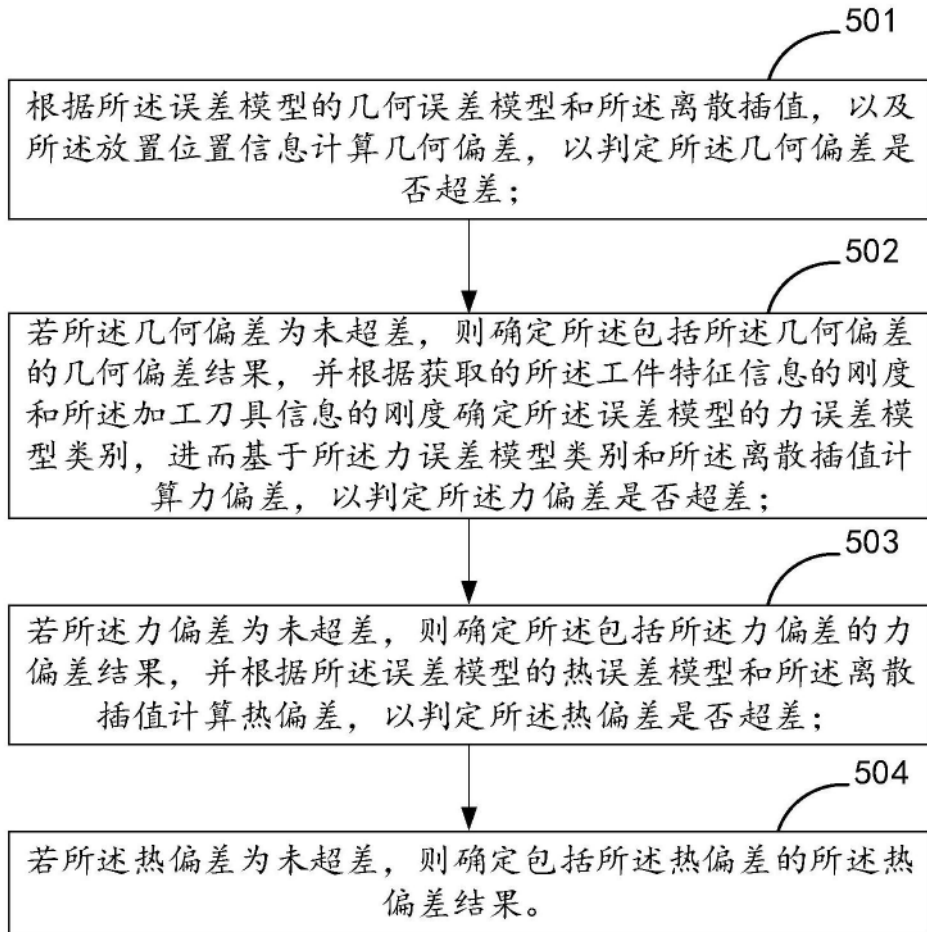 501
根据所述误差模型的几何误差模型和所述离散插值，以及
所述放置位置信息计算几何偏差，以判定所述几何偏差是
否超差；
502
若所述几何偏差为未超差，则确定所述包括所述几何偏差
的几何偏差结果，并根据获取的所述工件特征信息的刚度
和所述加工刀具信息的刚度确定所述误差模型的力误差模
型类别，进而基于所述力误差模型类别和所述离散插值计
算力偏差，以判定所述力偏差是否超差；
503
若所述力偏差为未超差，则确定所述包括所述力偏差的力
偏差结果，并根据所述误差模型的热误差模型和所述离散
插值计算热偏差，以判定所述热偏差是否超差；
504
若所述热偏差为未超差，则确定包括所述热偏差的所述热
偏差结果。